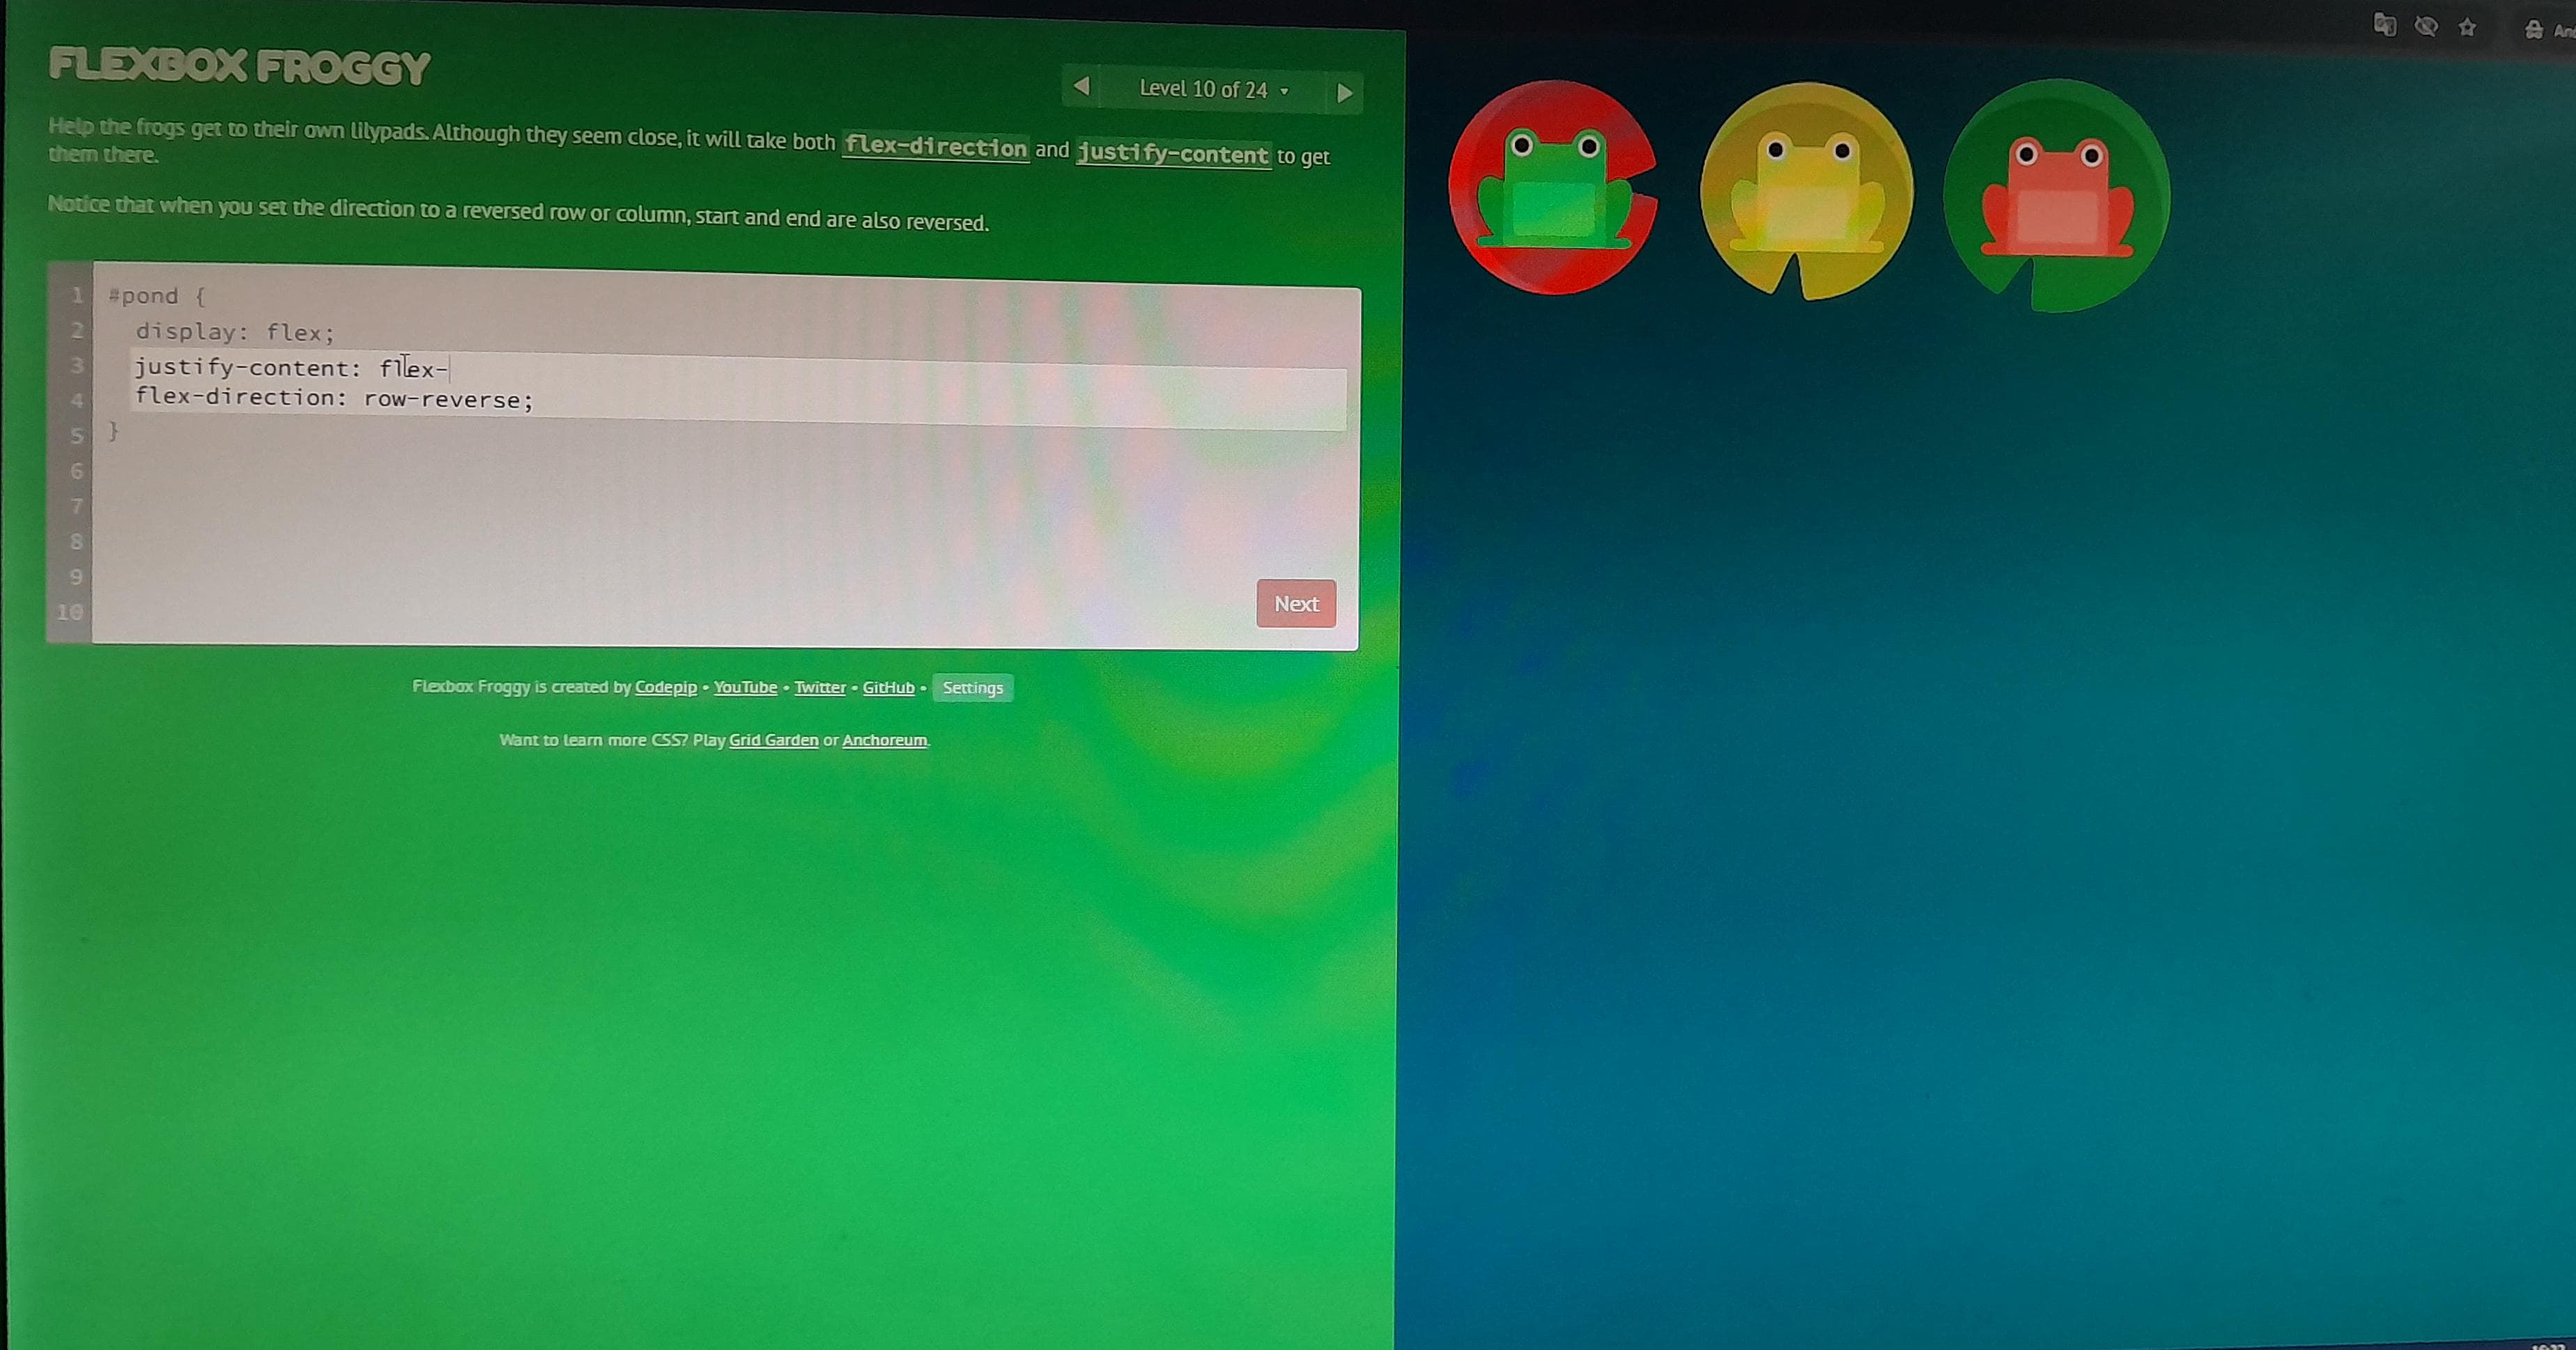 FLEXBOX FROGGY
Level 10 of 24
Help the frogs get to their own lilypads. Although they seem close, it will take both flex-direction and justify-content to get
them there.
Notice that when you set the direction to a reversed row or column, start and end are also reversed.
1 #pond {
2 display: flex;
3 justify-content: flex-
4 flex-direction: row-reverse;
5 }
6
7
8
9
10
Next
Flexbox Froggy is created by Codepip • YouTube • Twitter • GitHub • Settings
Want to learn more CSS? Play Grid Garden or Anchoreum.